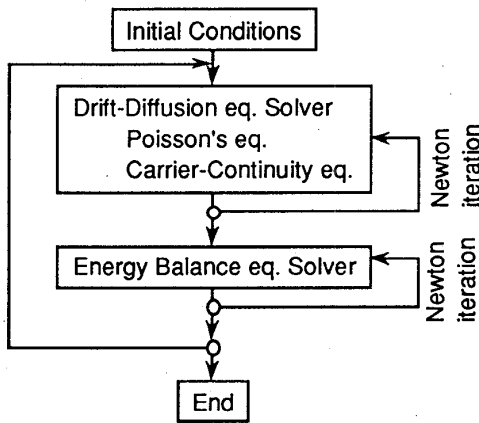 Initial Conditions
Drift-Diffusion eq. Solver
Poisson's eq.
Carrier-Continuity eq.
Newton
iteration
Energy Balance eq. Solver
Newton
iteration
End